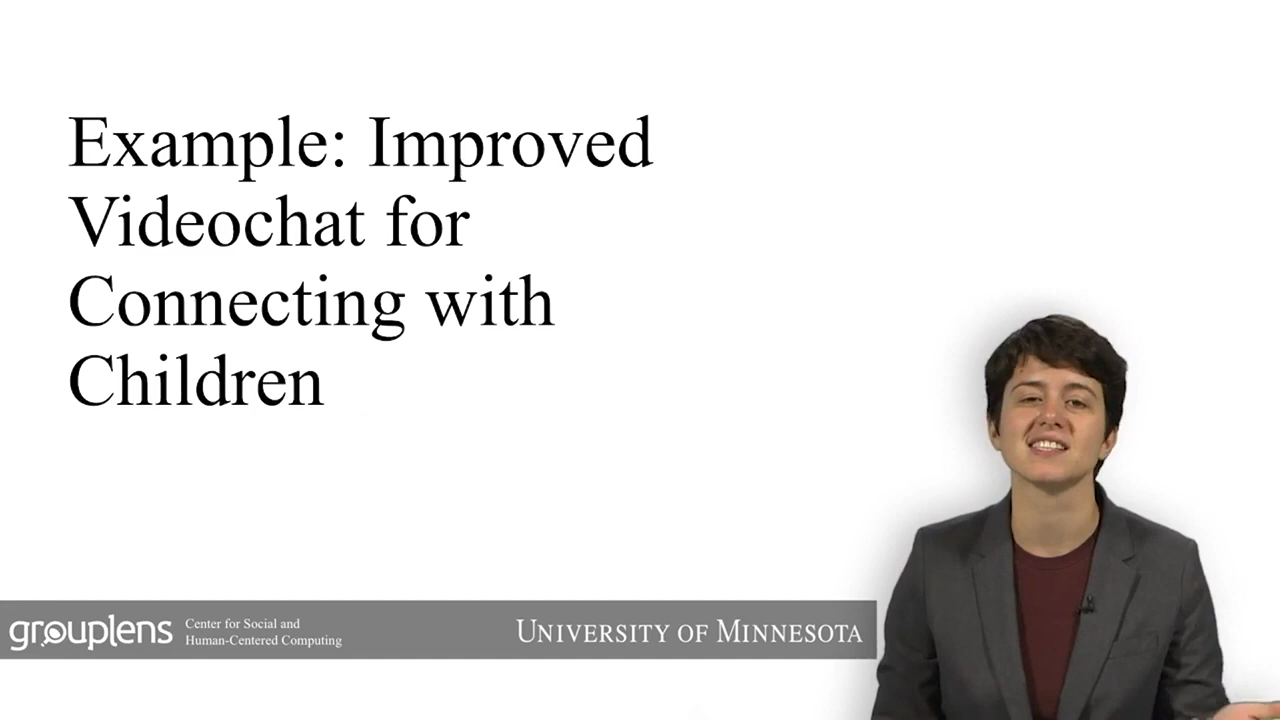 Example: Improved
Videochat for
Connecting with
Children
grouplens
Center for Social and
Human-Centered Computing
UNIVERSITY OF MINNESOTA